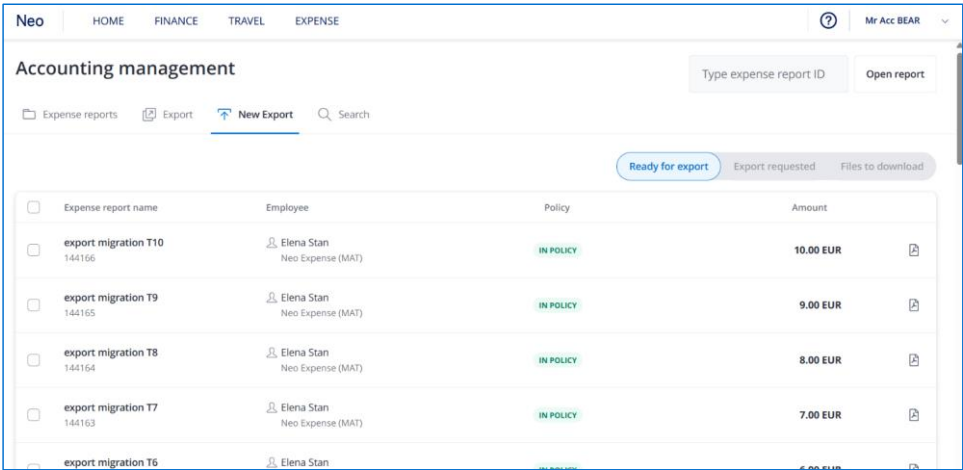 Neo HOME FINANCE TRAVEL EXPENSE Mr Acc BEAR
Accounting management
Type expense report ID Open report
Expense reports Export New Export Search
Ready for export Export requested Files to download
Expense report name Employee Policy Amount
export migration T10 Elena Stan IN POLICY 10.00 EUR
144166 Neo Expense (MAT)
export migration T9 Elena Stan IN POLICY 9.00 EUR
144165 Neo Expense (MAT)
export migration T8 Elena Stan IN POLICY 8.00 EUR
144164 Neo Expense (MAT)
export migration T7 Elena Stan IN POLICY 7.00 EUR
144163 Neo Expense (MAT)
export migration T6 Elena Stan IN POLICY 6.00 EUR